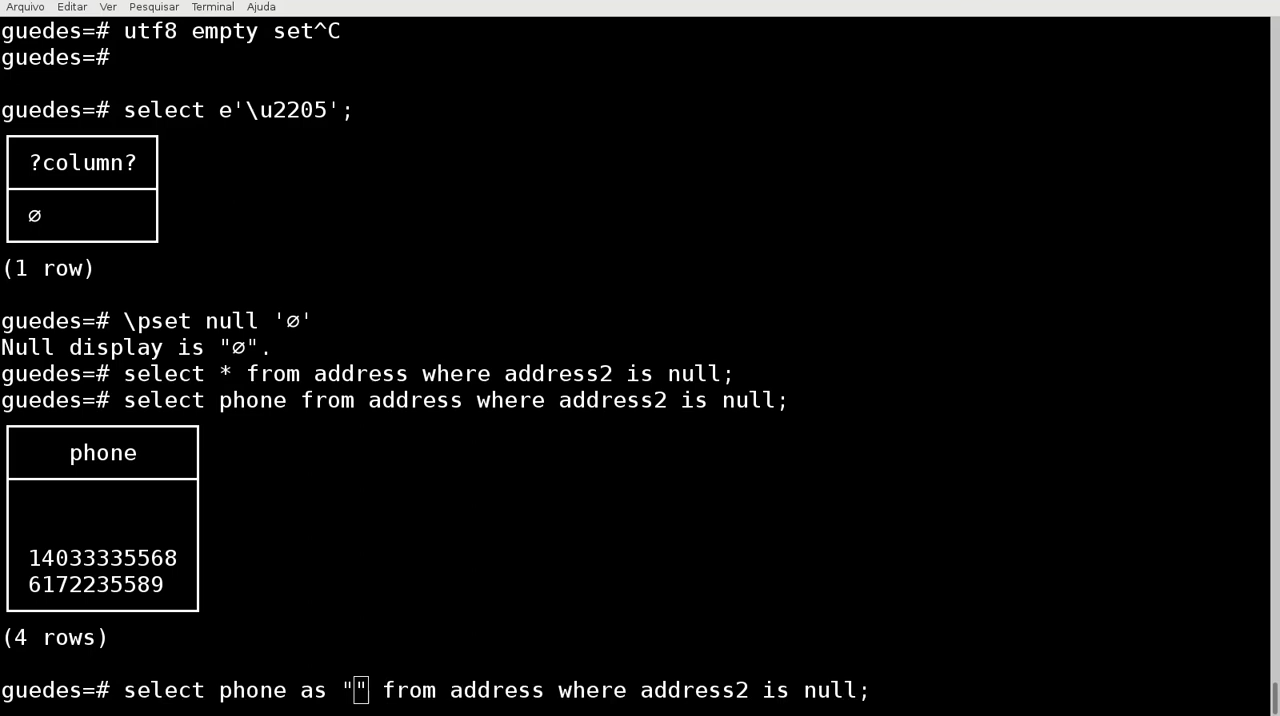 Arquivo Editar Ver Pesquisar Terminal Ajuda
guedes=# utf8 empty set^C
guedes=#
guedes=# select e'\u2205';
?column?
∅
(1 row)
guedes=# \pset null '∅'
Null display is "∅".
guedes=# select * from address where address2 is null;
guedes=# select phone from address where address2 is null;
phone
14033335568
6172235589
(4 rows)
guedes=# select phone as "" from address where address2 is null;